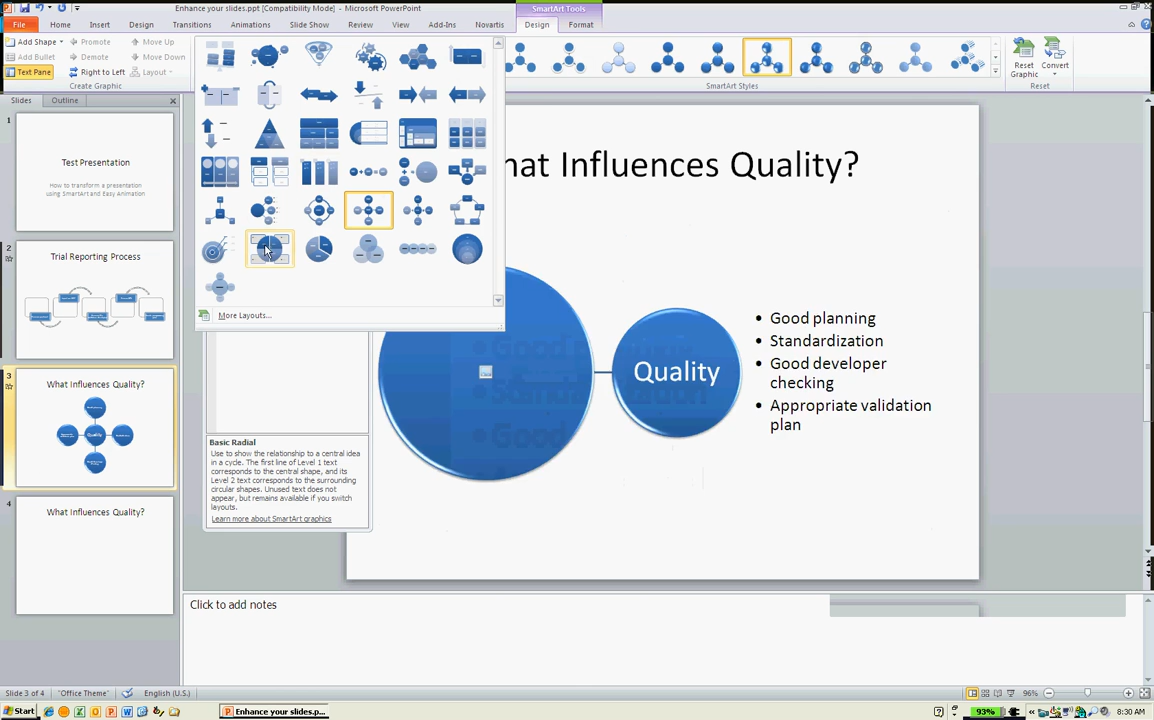 Enhance your slides.ppt [Compatibility Mode] - Microsoft PowerPoint
SmartArt Tools
File Home Insert Design Transitions Animations Slide Show Review View Add-Ins Novartis Design Format
Add Shape Promote Move Up
Add Bullet Demote Move Down
Text Pane Right to Left Layout
Create Graphic
SmartArt Styles
Reset Graphic
Convert
Reset
Slides Outline
1
Test Presentation
How to transform a presentation
using SmartArt and Easy Animation
2
Trial Reporting Process
3
What Influences Quality?
Quality
4
What Influences Quality?
More Layouts...
Basic Radial
Use to show the relationship to a central idea
in a cycle. The first line of Level 1 text
corresponds to the central shape, and its
Level 2 text corresponds to the surrounding
circular shapes. Unused text does not
appear, but remains available if you switch
layouts.
Learn more about SmartArt graphics
hat Influences Quality?
Quality
• Good planning
• Standardization
• Good developer
checking
• Appropriate validation
plan
Click to add notes
Slide 3 of 4 "Office Theme" English (U.S.) 96%
Start Enhance your slides.p... 93% 8:30 AM